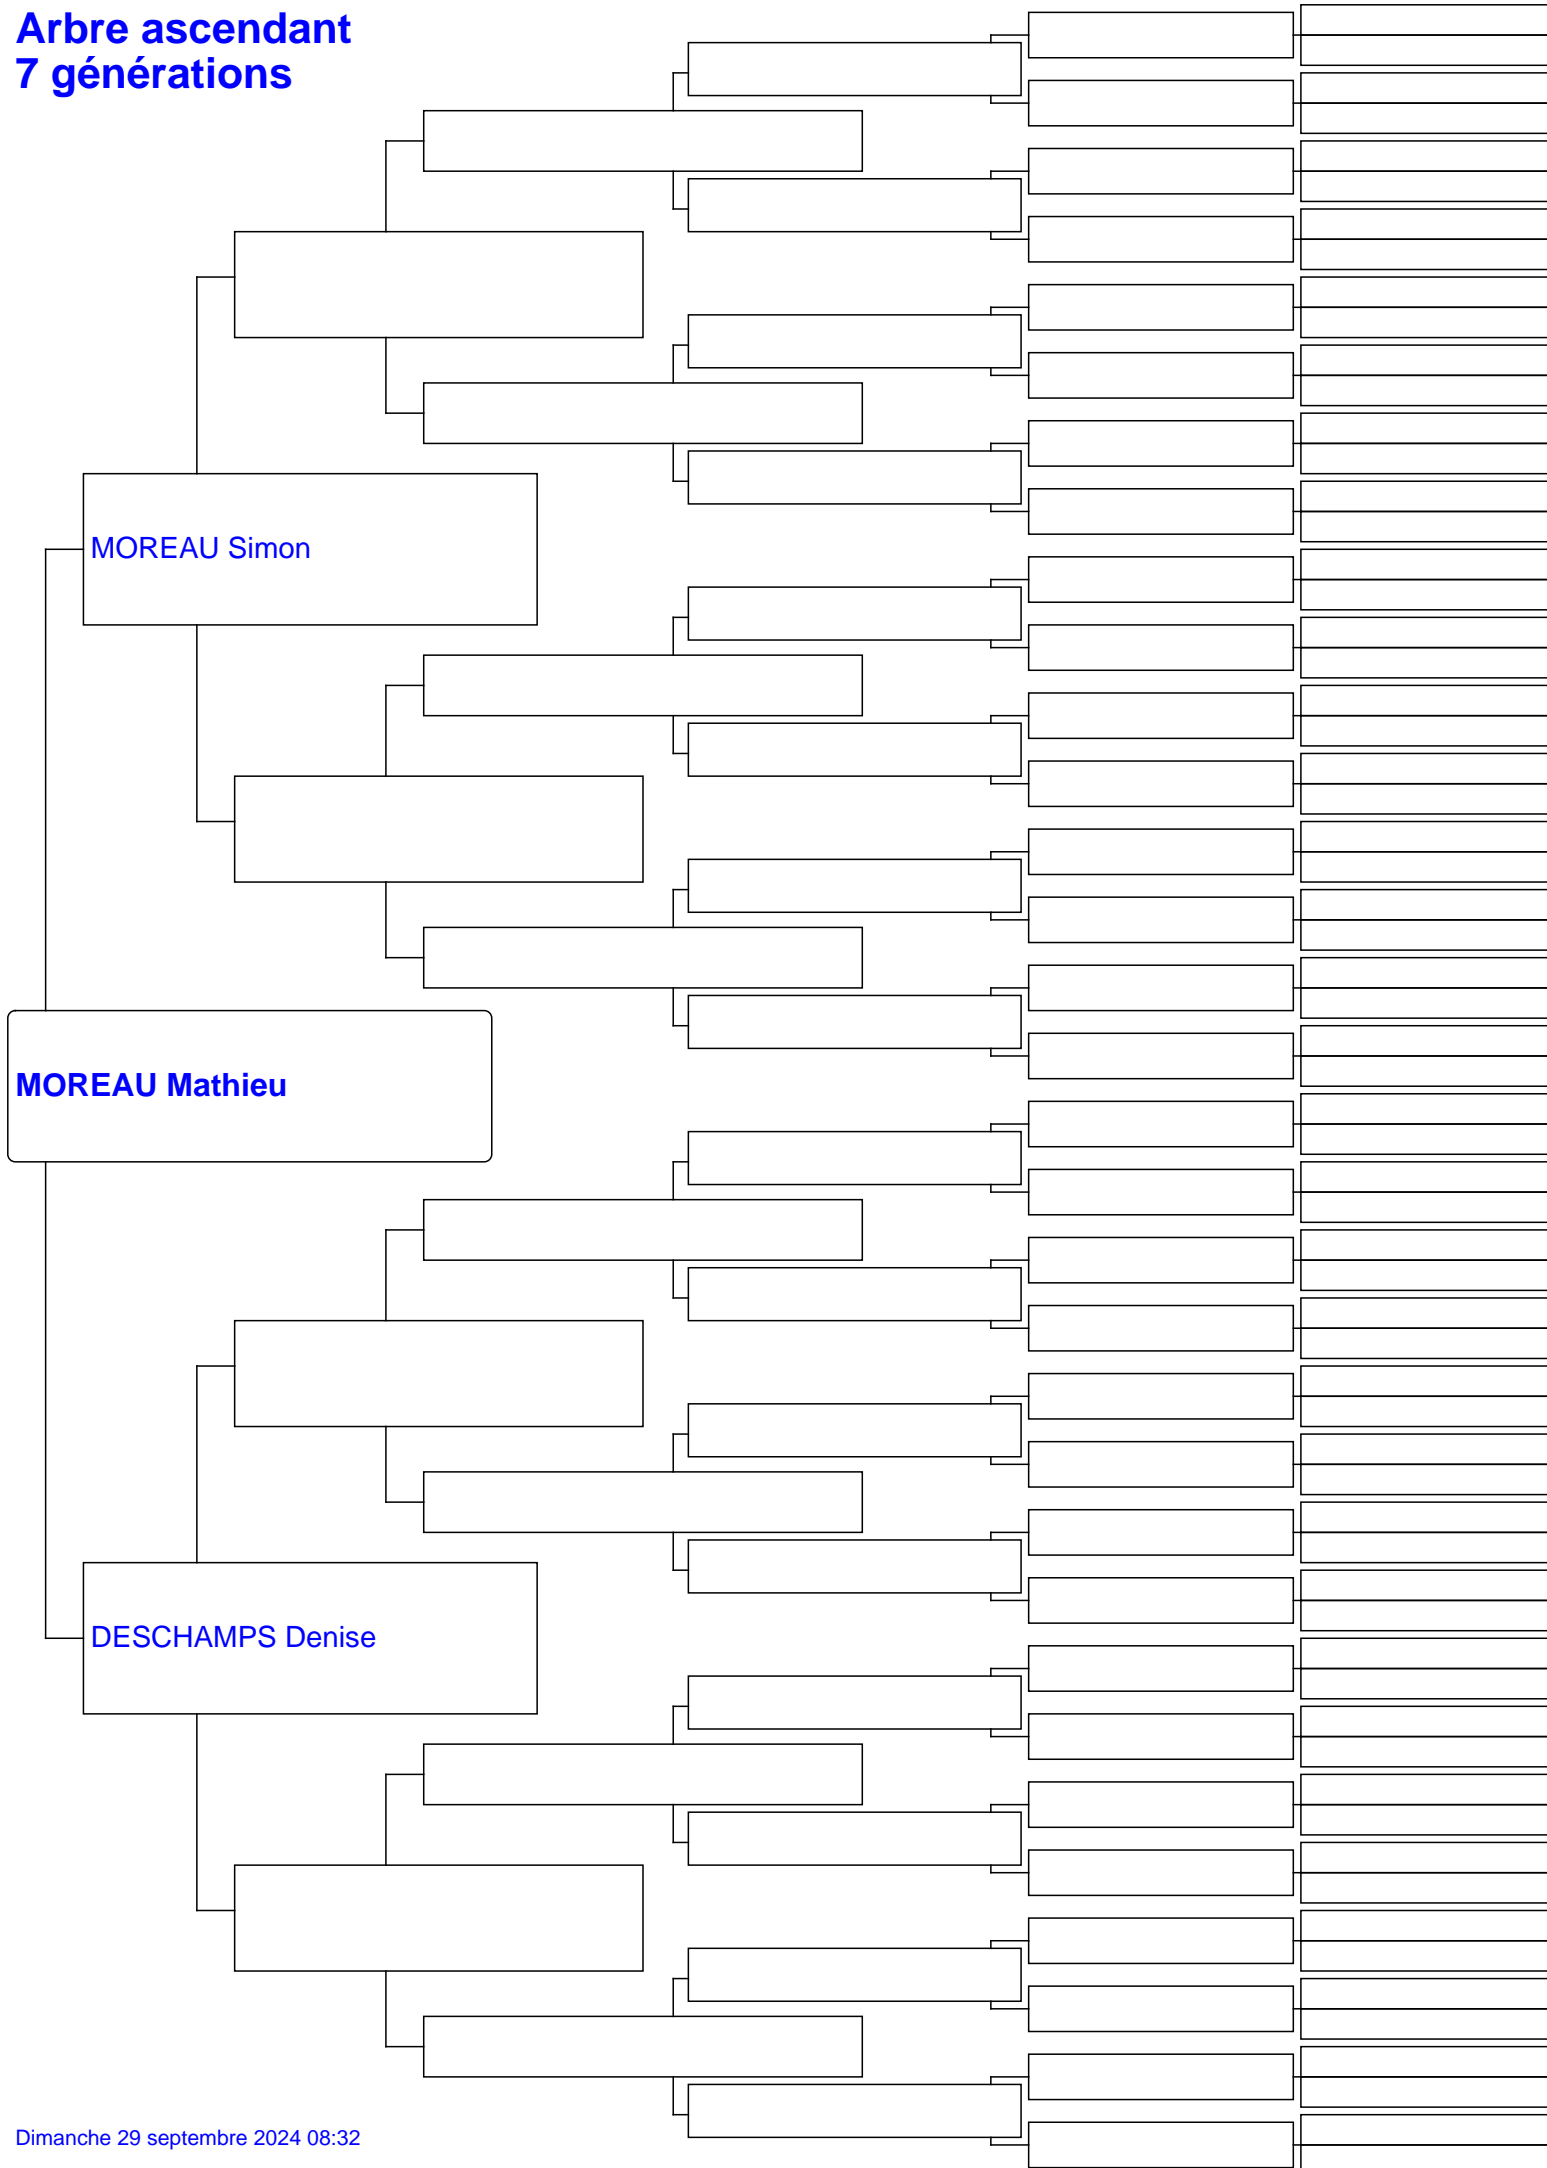 Arbre ascendant
7 générations
MOREAU Simon
MOREAU Mathieu
DESCHAMPS Denise
Dimanche 29 septembre 2024 08:32